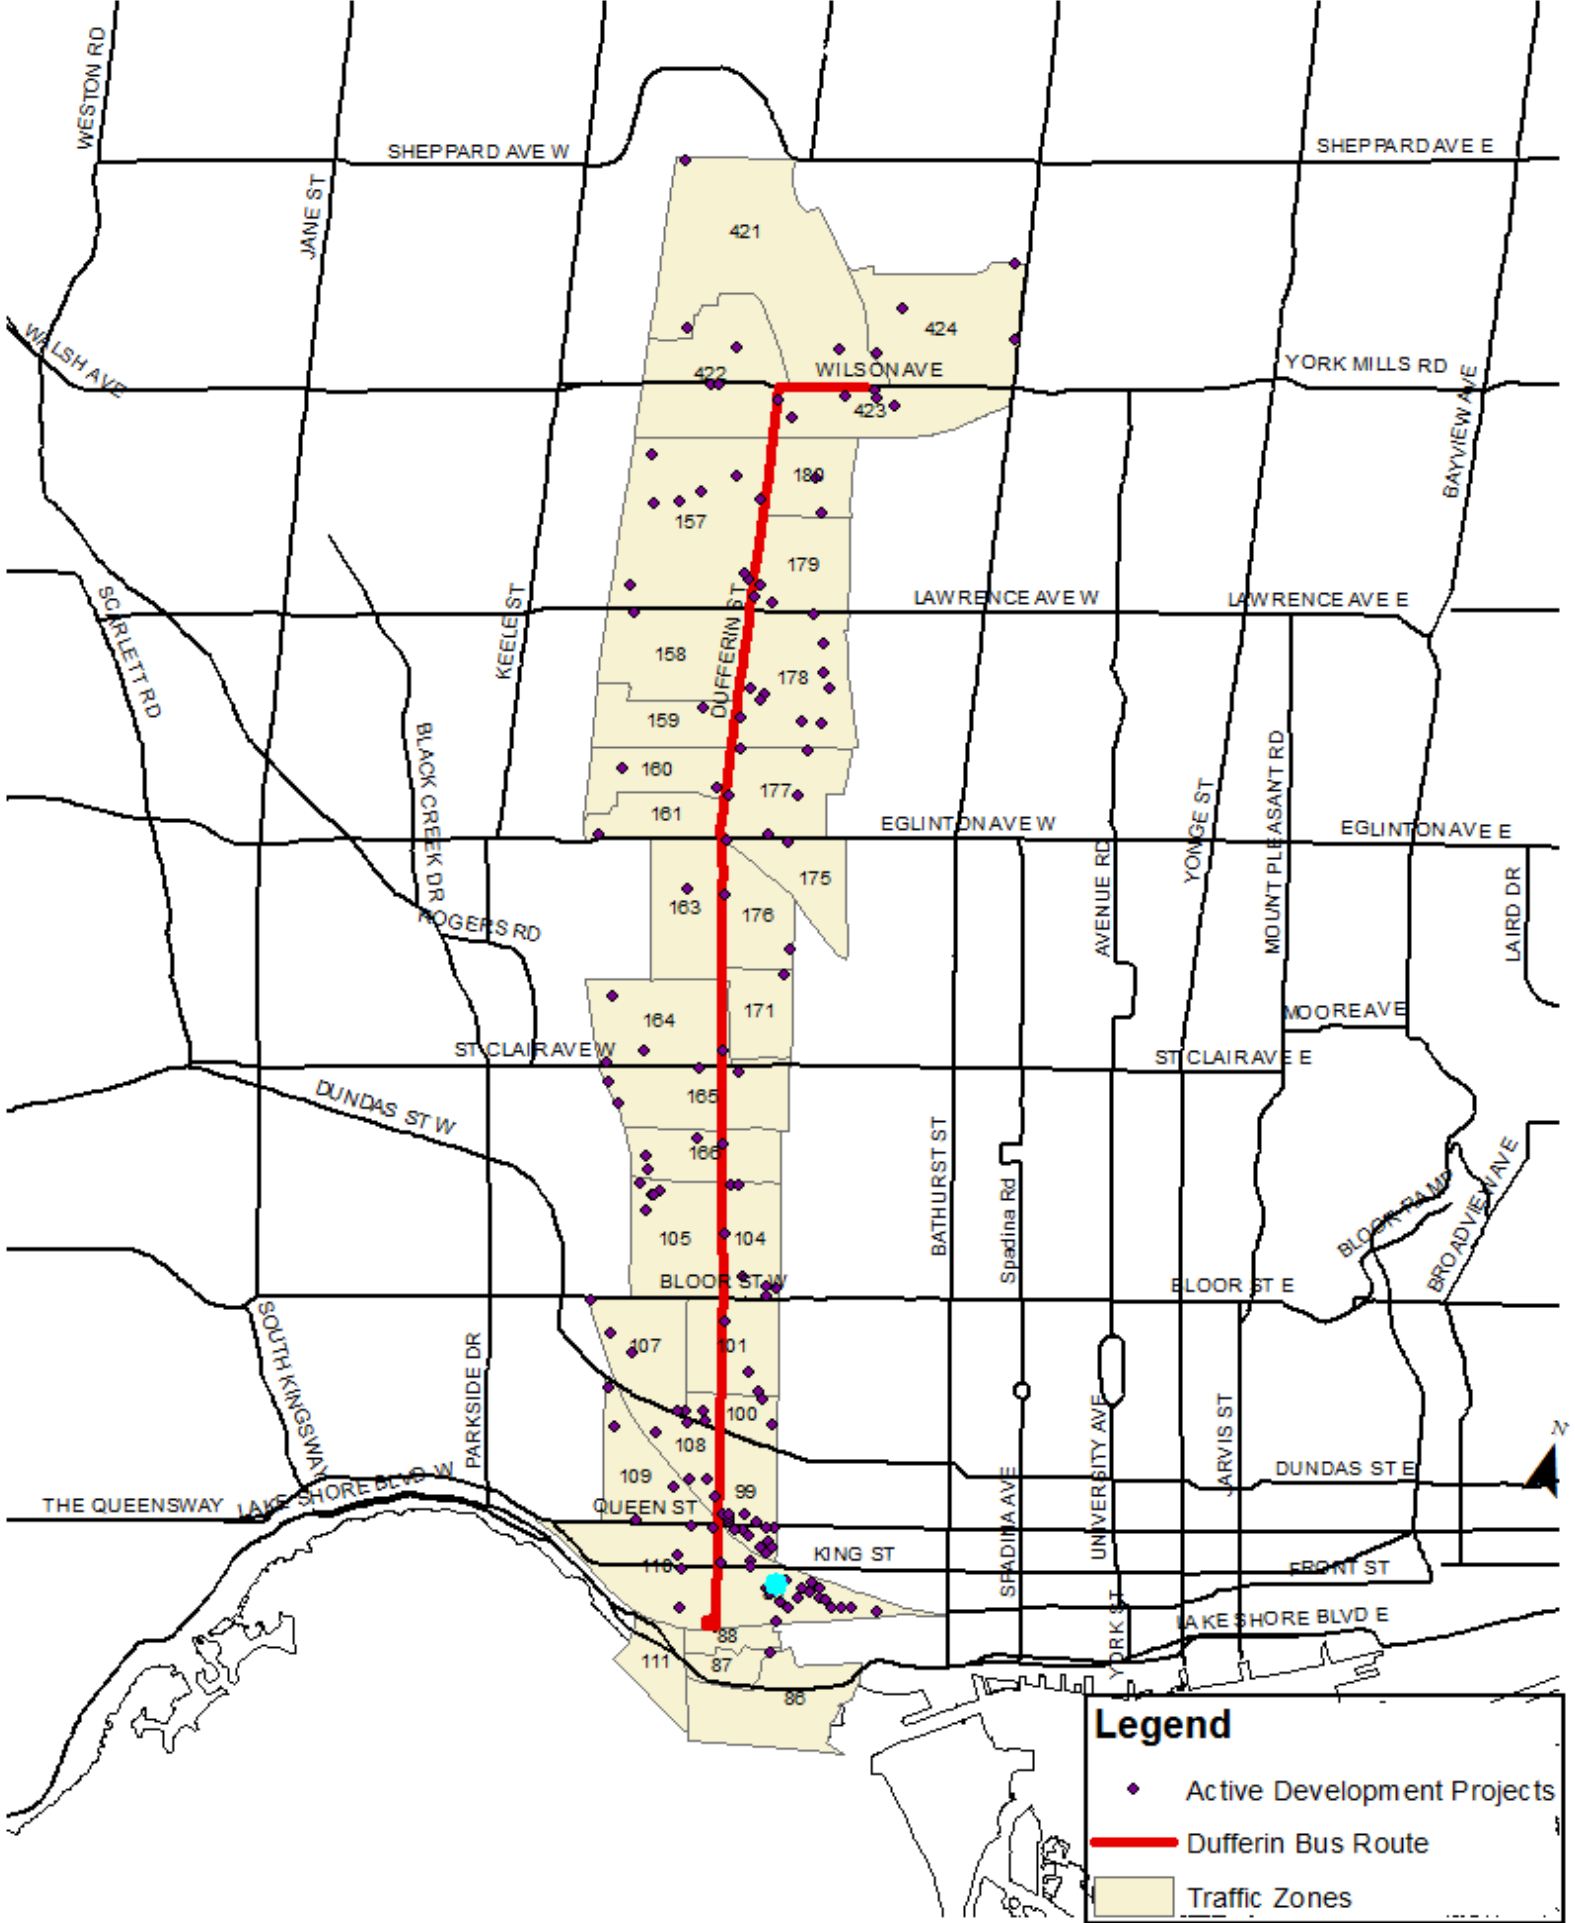 WESTON RD
SHEPPARD AVE W
SHEPPARD AVE E
JANE ST
421
424
WALSH AVE
422
WILSON AVE
YORK MILLS RD
423
BAYVIEW AVE
180
157
179
SCARLETT RD
KEELE ST
DUFFERIN ST
LAWRENCE AVE W
LAWRENCE AVE E
158
178
159
BLACK CREEK DR
160
177
161
YONGE ST
MOUNT PLEASANT RD
EGLINTON AVE W
EGLINTON AVE E
175
163
176
AVENUE RD
LAIRD DR
ROGERS RD
164
171
MOORE AVE
ST CLAIR AVE W
ST CLAIR AVE E
DUNDAS ST W
165
166
BATHURST ST
Spadina Rd
BLOOR RAMP
BROADVIEW AVE
105
104
BLOOR ST W
BLOOR ST E
SOUTH KINGSWAY
PARKSIDE DR
107
101
100
108
109
99
UNIVERSITY AVE
JARVIS ST
N
DUNDAS ST E
THE QUEENSWAY
LAKE SHORE BLVD W
QUEEN ST
SPADINA AVE
KING ST
FRONT ST
110
YORK ST
LAKE SHORE BLVD E
88
111
87
86
Legend
Active Development Projects
Dufferin Bus Route
Traffic Zones